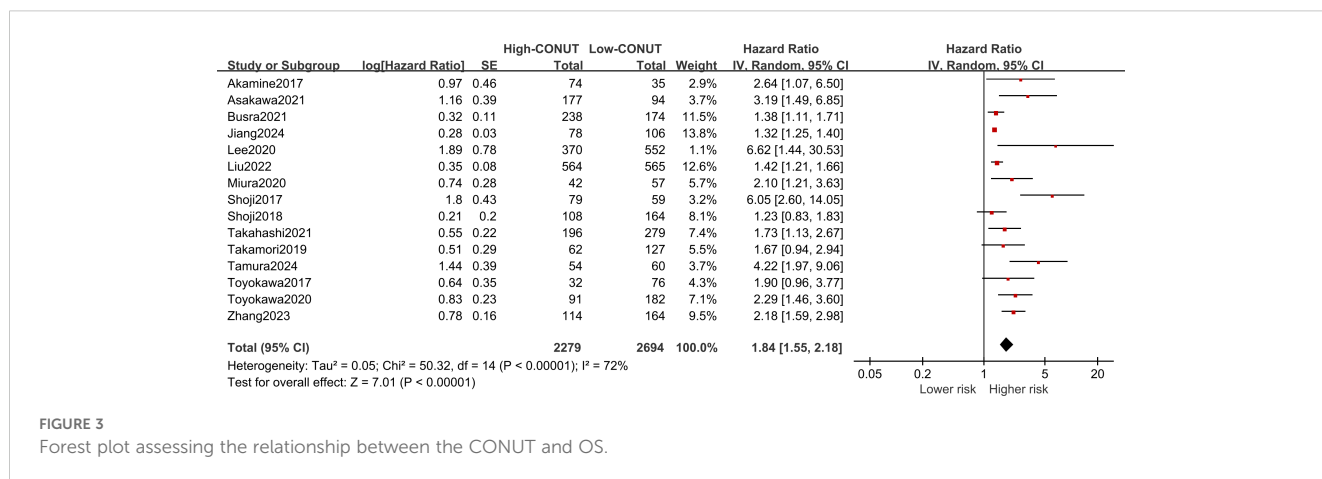 High-CONUT Low-CONUT Hazard Ratio Hazard Ratio
Study or Subgroup log[Hazard Ratio] SE Total Total Weight IV. Random. 95% CI IV. Random. 95% CI
Akamine2017 0.97 0.46 74 35 2.9% 2.64 [1.07, 6.50]
Asakawa2021 1.16 0.39 177 94 3.7% 3.19 [1.49, 6.85]
Busra2021 0.32 0.11 238 174 11.5% 1.38 [1.11, 1.71]
Jiang2024 0.28 0.03 78 106 13.8% 1.32 [1.25, 1.40]
Lee2020 1.89 0.78 370 552 1.1% 6.62 [1.44, 30.53]
Liu2022 0.35 0.08 564 565 12.6% 1.42 [1.21, 1.66]
Miura2020 0.74 0.28 42 57 5.7% 2.10 [1.21, 3.63]
Shoji2017 1.8 0.43 79 59 3.2% 6.05 [2.60, 14.05]
Shoji2018 0.21 0.2 108 164 8.1% 1.23 [0.83, 1.83]
Takahashi2021 0.55 0.22 196 279 7.4% 1.73 [1.13, 2.67]
Takamori2019 0.51 0.29 62 127 5.5% 1.67 [0.94, 2.94]
Tamura2024 1.44 0.39 54 60 3.7% 4.22 [1.97, 9.06]
Toyokawa2017 0.64 0.35 32 76 4.3% 1.90 [0.96, 3.77]
Toyokawa2020 0.83 0.23 91 182 7.1% 2.29 [1.46, 3.60]
Zhang2023 0.78 0.16 114 164 9.5% 2.18 [1.59, 2.98]
Total (95% CI) 2279 2694 100.0% 1.84 [1.55, 2.18]
Heterogeneity: Tau² = 0.05; Chi² = 50.32, df = 14 (P < 0.00001); I² = 72%
Test for overall effect: Z = 7.01 (P < 0.00001)
0.05 0.2 1 5 20
Lower risk Higher risk
FIGURE 3
Forest plot assessing the relationship between the CONUT and OS.